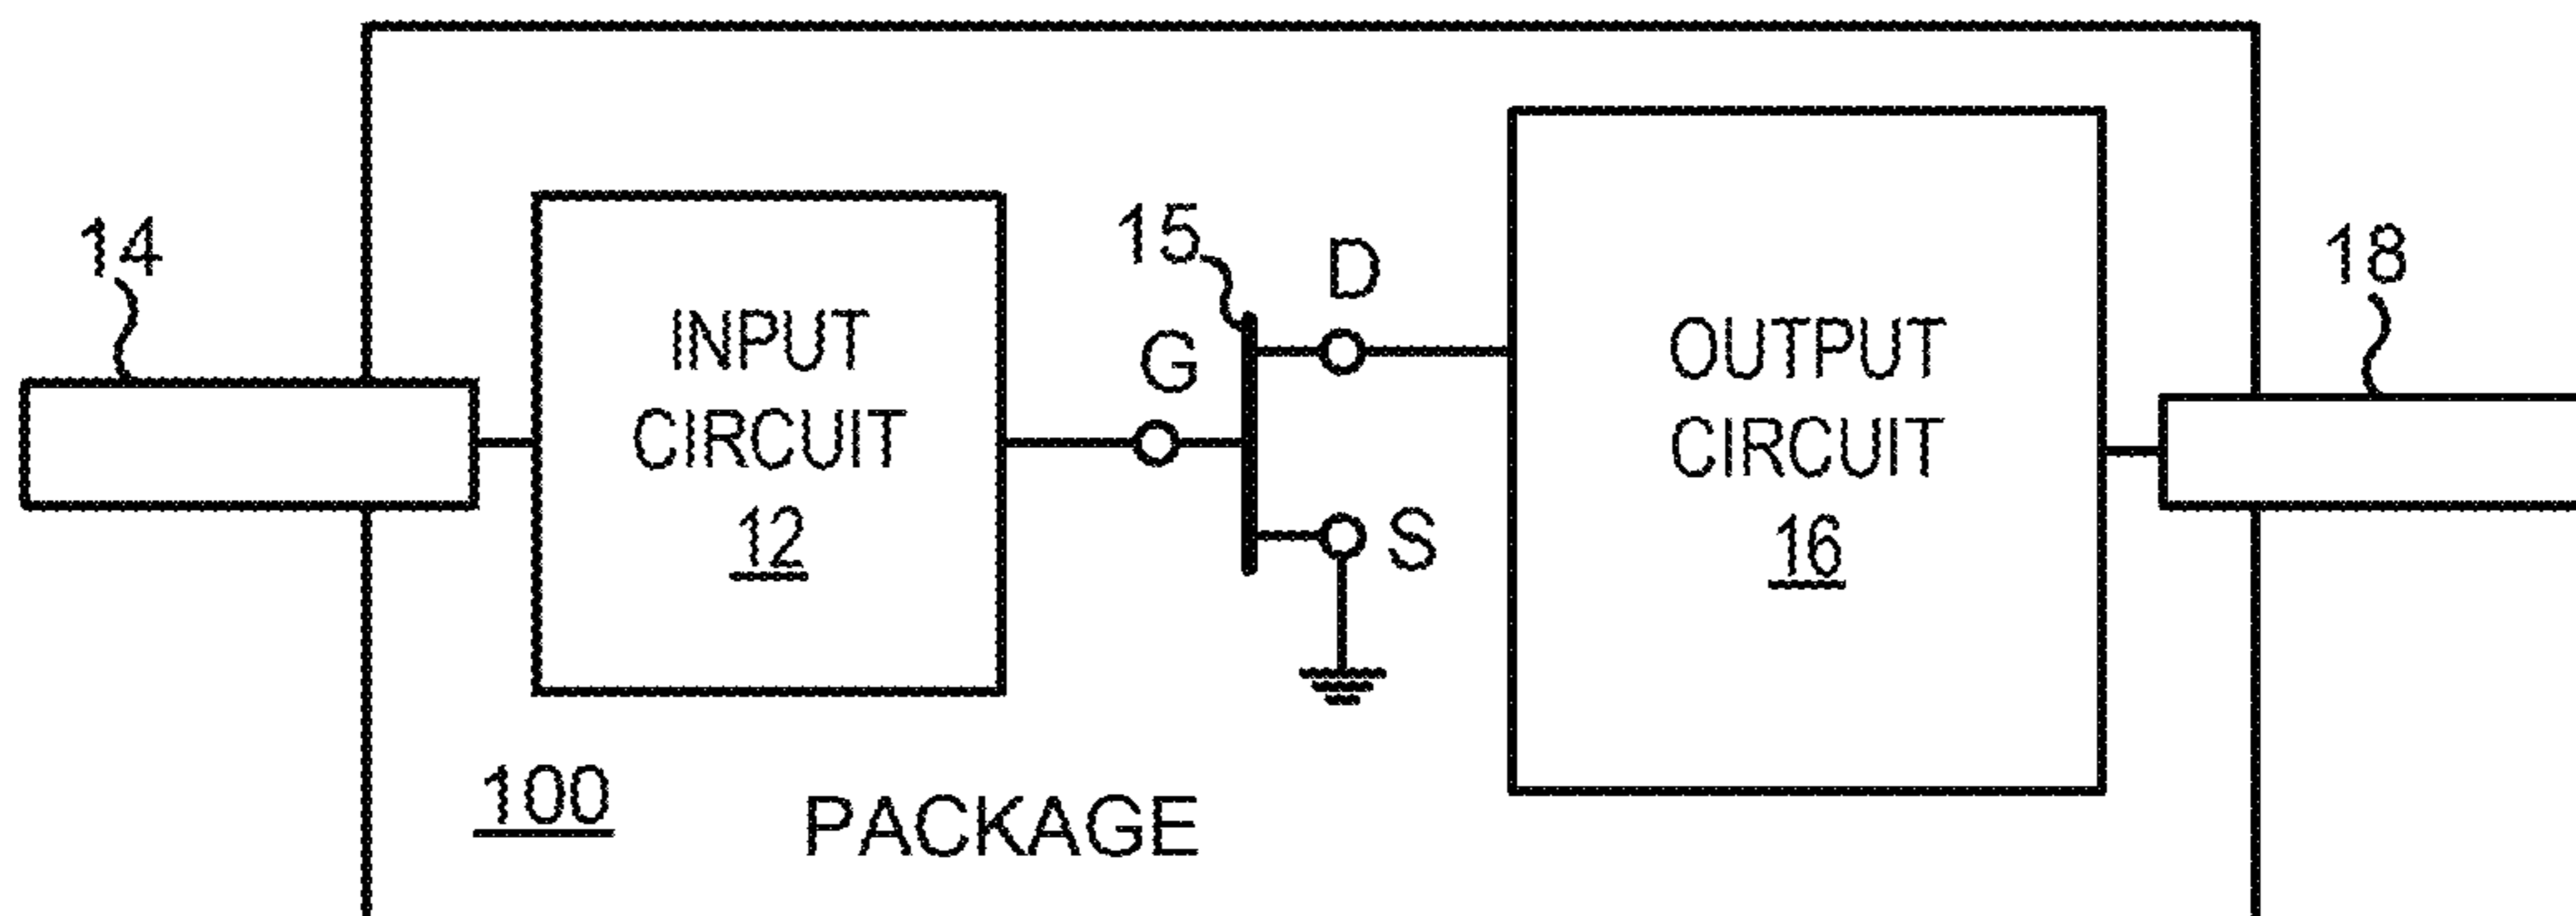 14
INPUT
CIRCUIT
12
15
D
G
S
OUTPUT
CIRCUIT
16
18
100
PACKAGE